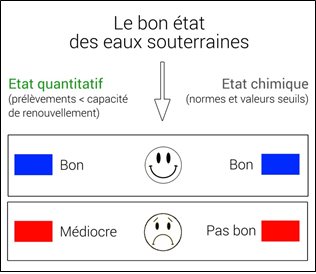 Le bon état
des eaux souterraines
Etat quantitatif
(prélèvements < capacité
de renouvellement)
Etat chimique
(normes et valeurs seuils)
Bon
Bon
Médiocre
Pas bon